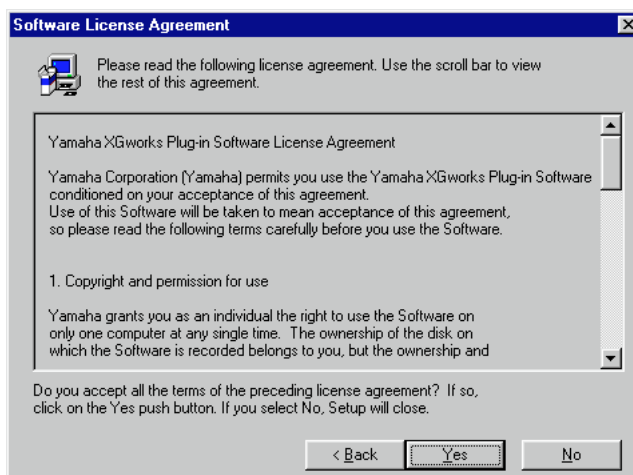 Software License Agreement
Please read the following license agreement. Use the scroll bar to view
the rest of this agreement.
Yamaha XGworks Plug-in Software License Agreement
Yamaha Corporation (Yamaha) permits you use the Yamaha XGworks Plug-in Software
conditioned on your acceptance of this agreement.
Use of this Software will be taken to mean acceptance of this agreement,
so please read the following terms carefully before you use the Software.
1. Copyright and permission for use
Yamaha grants you as an individual the right to use the Software on
only one computer at any single time.  The ownership of the disk on
which the Software is recorded belongs to you, but the ownership and
Do you accept all the terms of the preceding license agreement?  If so,
click on the Yes push button.  If you select No, Setup will close.
< Back Yes No